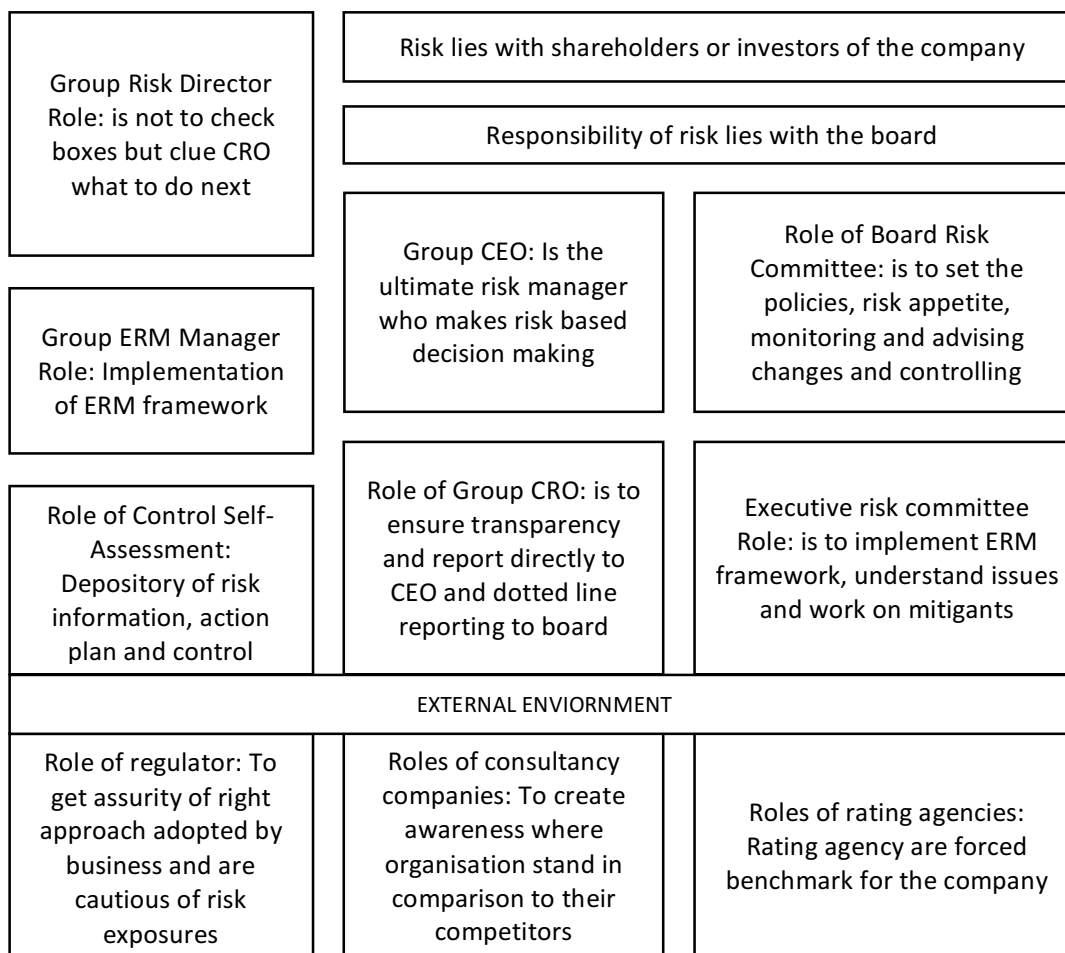 Group Risk Director
Role: is not to check
boxes but clue CRO
what to do next
Risk lies with shareholders or investors of the company
Responsibility of risk lies with the board
Group CEO: Is the
ultimate risk manager
who makes risk based
decision making
Role of Board Risk
Committee: is to set the
policies, risk appetite,
monitoring and advising
changes and controlling
Group ERM Manager
Role: Implementation
of ERM framework
Role of Control Self-
Assessment:
Depository of risk
information, action
plan and control
Role of Group CRO: is to
ensure transparency
and report directly to
CEO and dotted line
reporting to board
Executive risk committee
Role: is to implement ERM
framework, understand issues
and work on mitigants
EXTERNAL ENVIORNMENT
Role of regulator: To
get assurity of right
approach adopted by
business and are
cautious of risk
exposures
Roles of consultancy
companies: To create
awareness where
organisation stand in
comparison to their
competitors
Roles of rating agencies:
Rating agency are forced
benchmark for the company